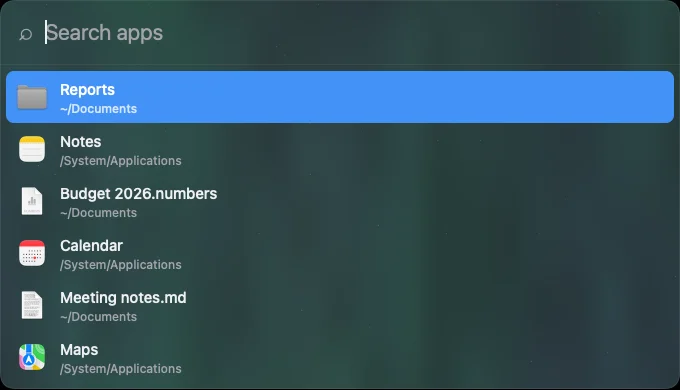 Search apps
Reports
~/Documents
Notes
/System/Applications
Budget 2026.numbers
~/Documents
Calendar
/System/Applications
Meeting notes.md
~/Documents
Maps
/System/Applications